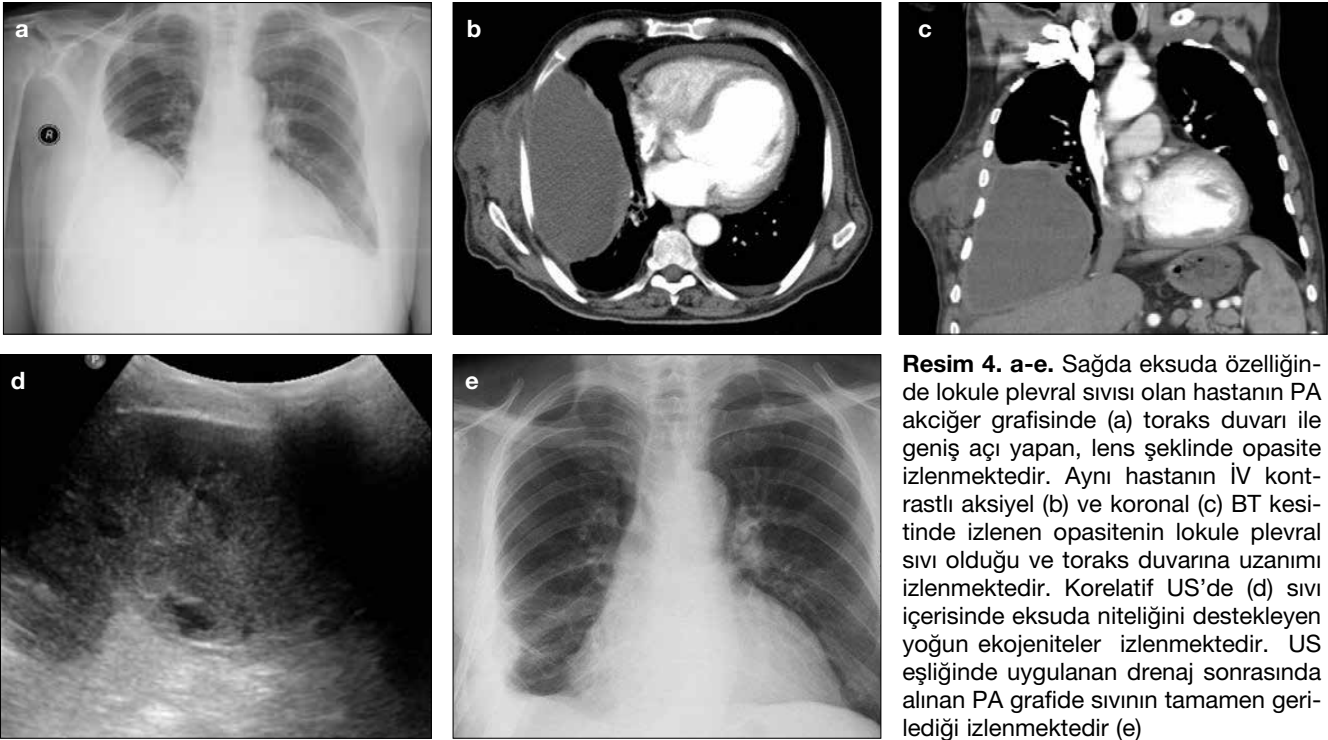 a
R
b
c
P
d
e
Resim 4. a-e. Sağda eksuda özelliğin-
de lokule plevral sıvısı olan hastanın PA
akciğer grafisinde (a) toraks duvarı ile
geniş açı yapan, lens şeklinde opasite
izlenmektedir. Aynı hastanın İV kont-
rastlı aksiyel (b) ve koronal (c) BT kesi-
tinde izlenen opasitenin lokule plevral
sıvı olduğu ve toraks duvarına uzanımı
izlenmektedir. Korelatif US’de (d) sıvı
içerisinde eksuda niteliğini destekleyen
yoğun ekojeniteler izlenmektedir. US
eşliğinde uygulanan drenaj sonrasında
alınan PA grafide sıvının tamamen geri-
lediği izlenmektedir (e)